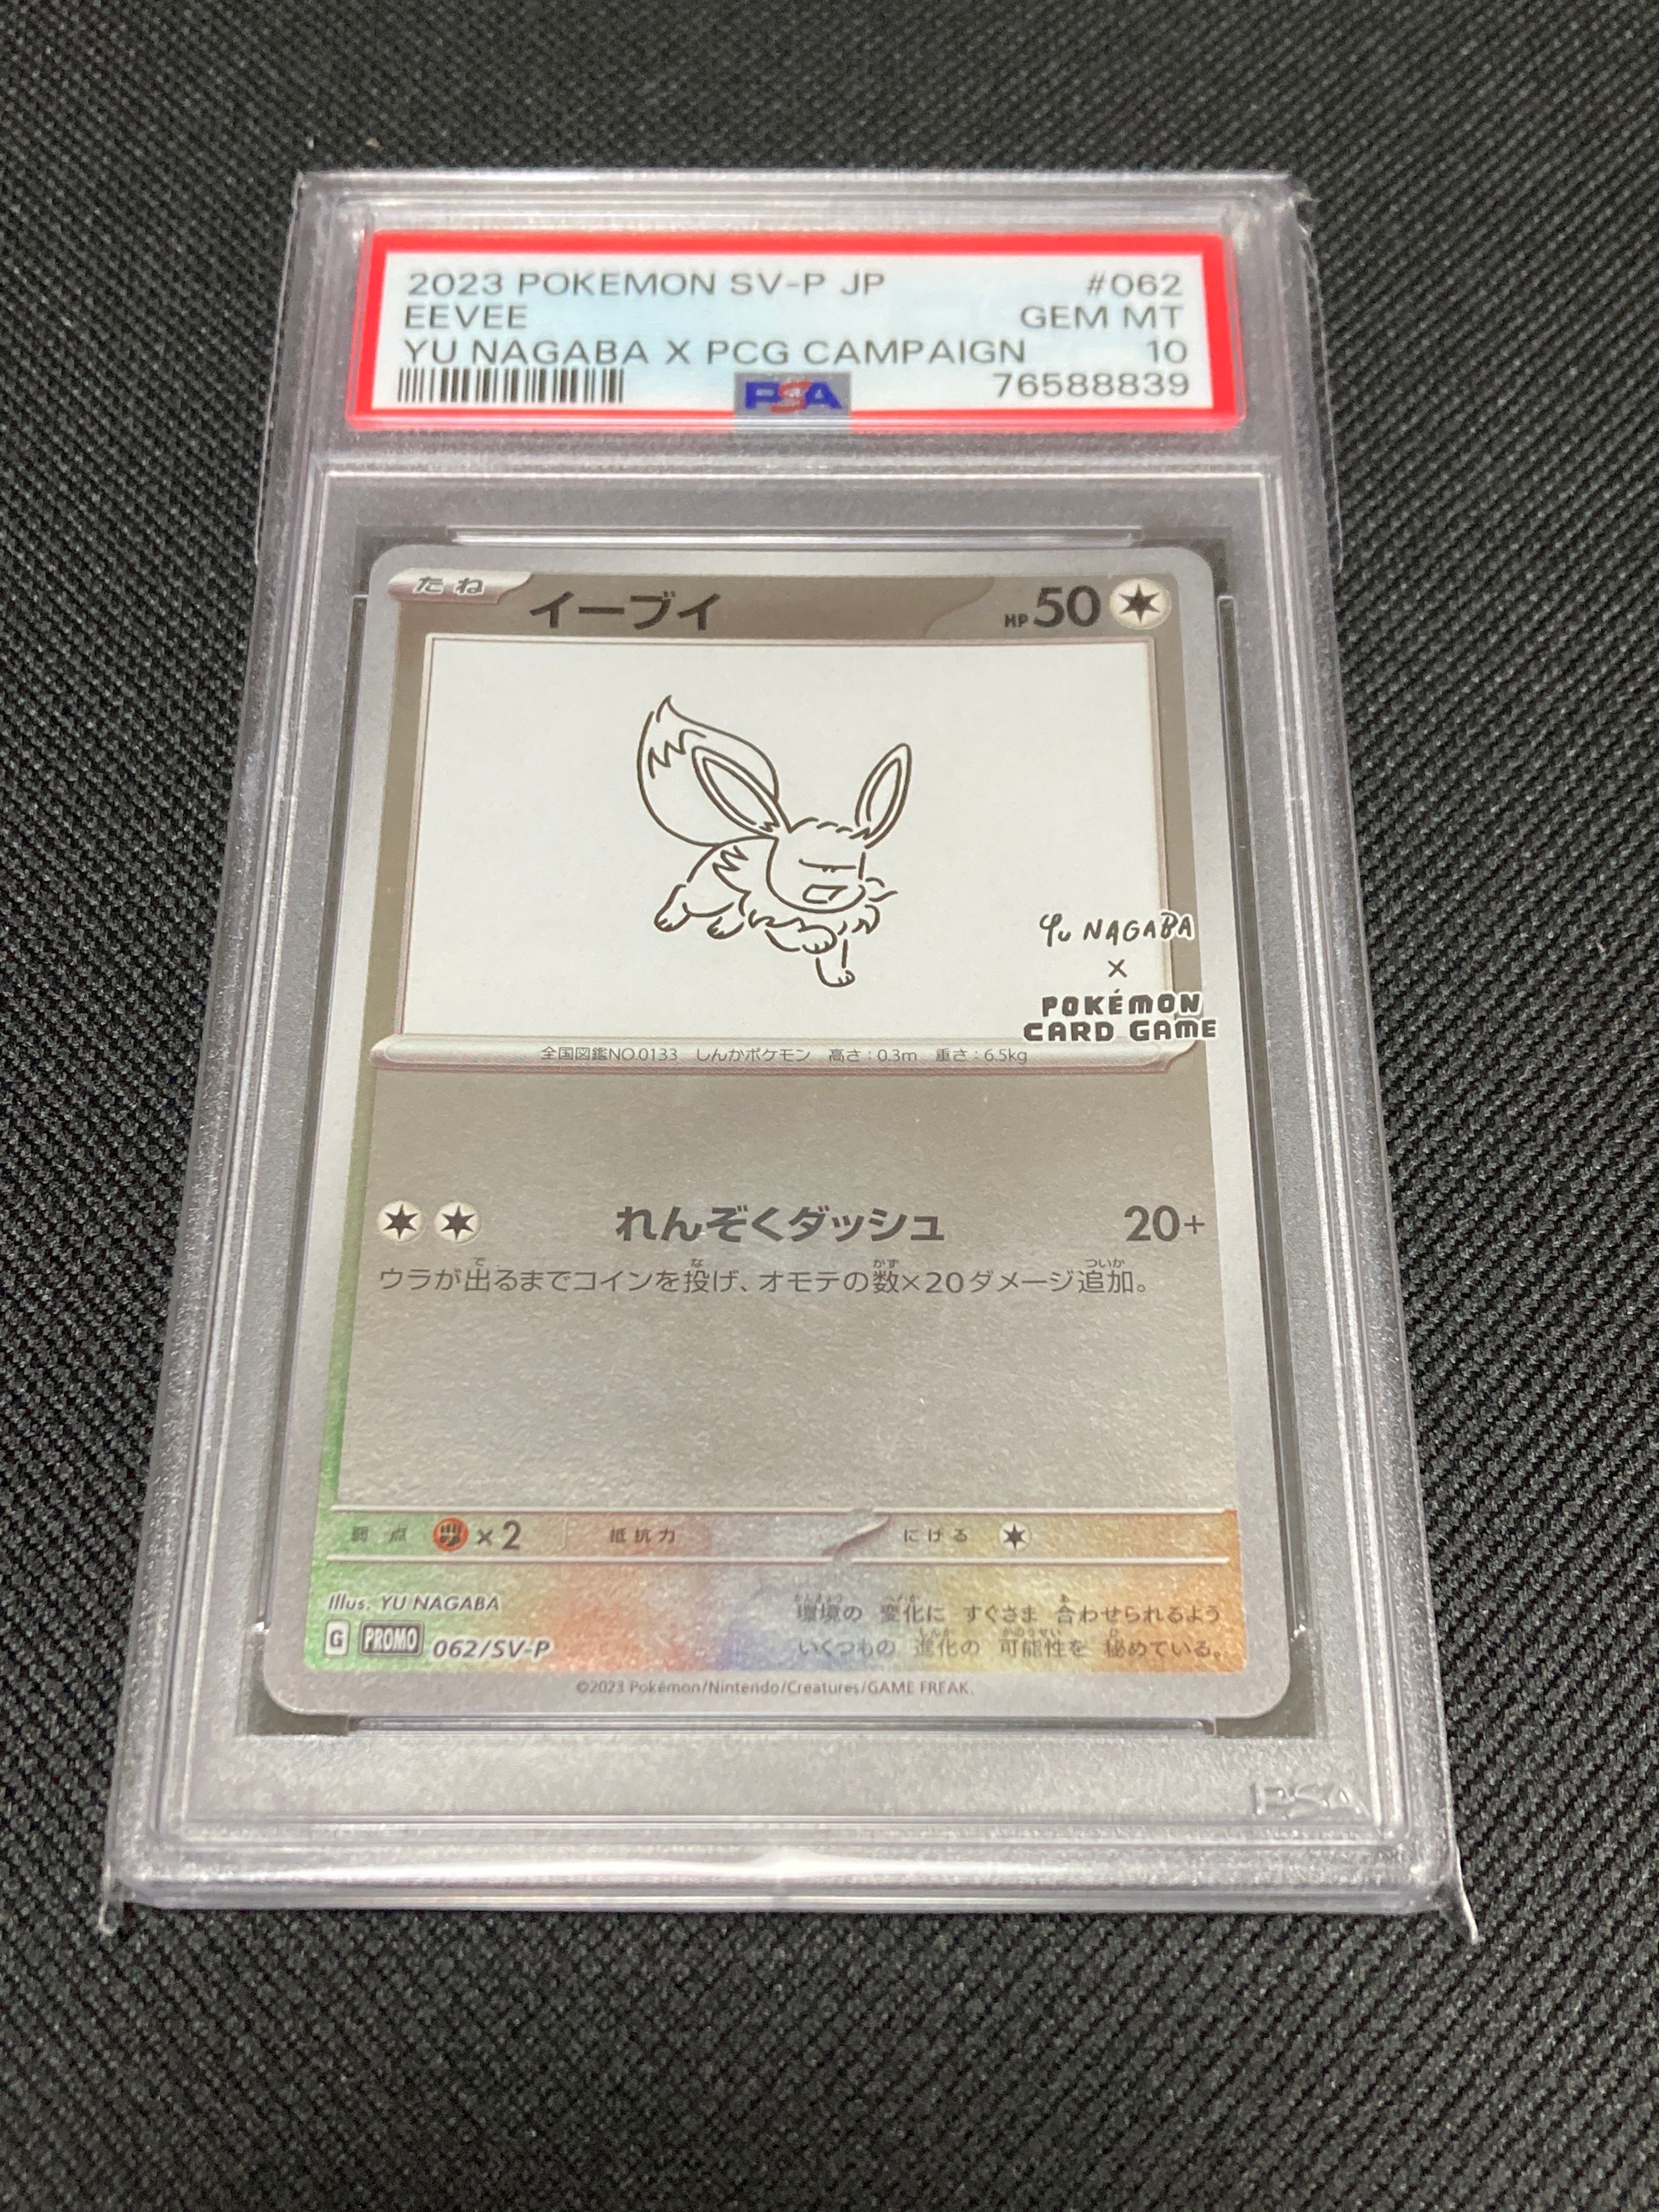 2023 POKEMON SV-P JP #062
EEVEE GEM MT
YU NAGABA X PCG CAMPAIGN 10
PSA 76588839
たね イーブイ HP50
YU NAGABA
×
POKÉMON
CARD GAME
全国図鑑NO.0133 しんかポケモン 高さ:0.3m 重さ:6.5kg
れんぞくダッシュ 20+
ウラが出るまでコインを投げ、オモテの数×20ダメージ追加。
弱点 ×2 抵抗力 にげる
Illus. YU NAGABA
G PROMO 062/SV-P
環境の 変化に すぐさま 合わせられるよう
いくつもの 進化の 可能性を 秘めている。
©2023 Pokémon/Nintendo/Creatures/GAME FREAK.
PSA